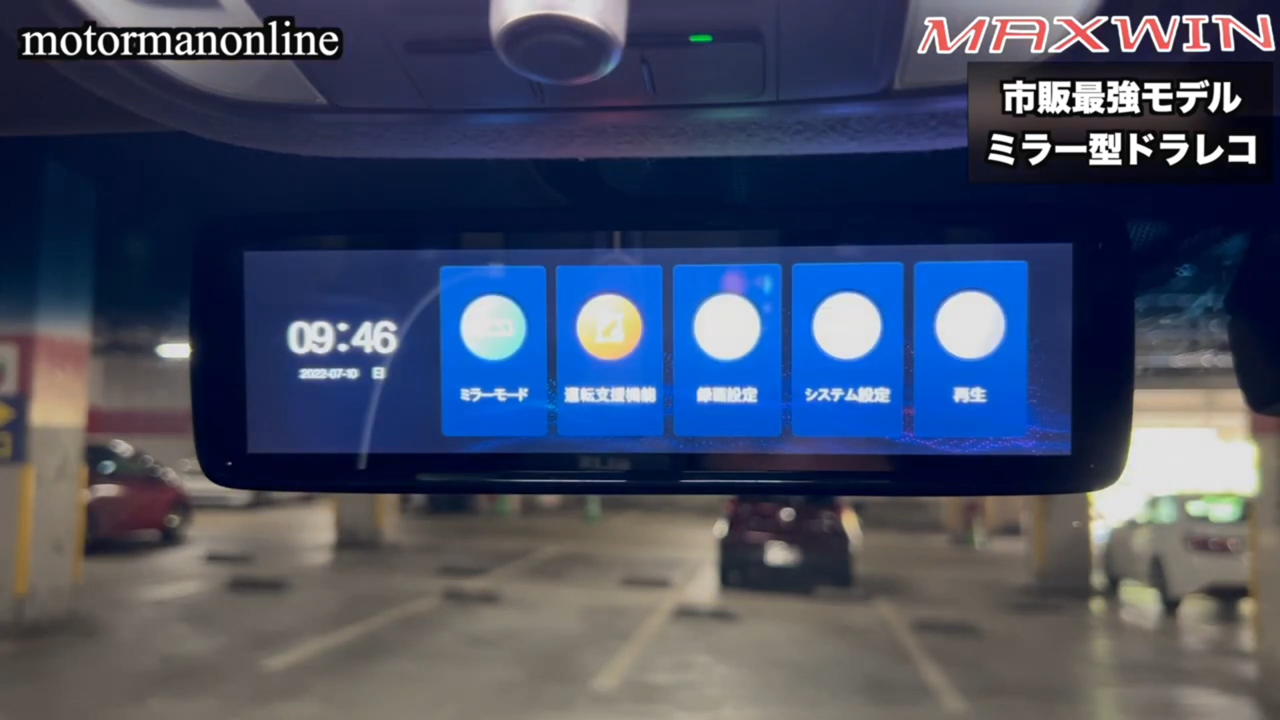 motormanonline
MAXWIN
市販最強モデル
ミラー型ドラレコ
09:46
2022-07-10 日
ミラーモード
運転支援機能
録画設定
システム設定
再生